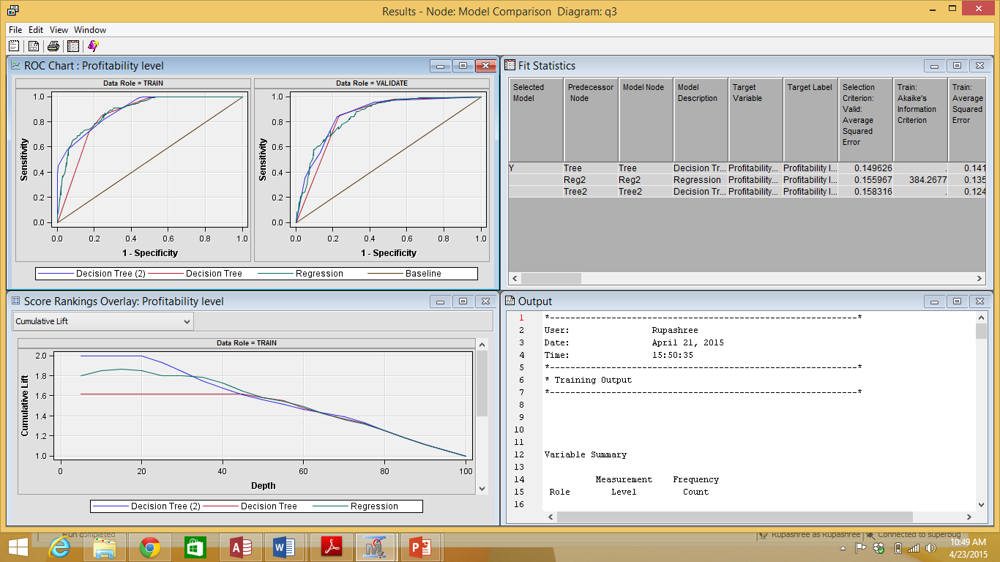 Results - Node: Model Comparison Diagram: q3
File Edit View Window
ROC Chart : Profitability level
Data Role = TRAIN
Data Role = VALIDATE
Sensitivity
1.0
0.8
0.6
0.4
0.2
0.0
0.0 0.2 0.4 0.6 0.8 1.0
1 - Specificity
Sensitivity
1.0
0.8
0.6
0.4
0.2
0.0
0.0 0.2 0.4 0.6 0.8 1.0
1 - Specificity
Decision Tree (2) Decision Tree Regression Baseline
Fit Statistics
Selected Model
Predecessor Node
Model Node
Model Description
Target Variable
Target Label
Selection Criterion: Valid: Average Squared Error
Train: Akaike's Information Criterion
Train: Average Squared Error
Y Tree Tree Decision Tr... Profitability... Profitability l... 0.149626 . 0.141
Reg2 Reg2 Regression Profitability... Profitability l... 0.155967 384.2677 0.135
Tree2 Tree2 Decision Tr... Profitability... Profitability l... 0.158316 . 0.124
Score Rankings Overlay: Profitability level
Cumulative Lift
Data Role = TRAIN
Cumulative Lift
2.0
1.8
1.6
1.4
1.2
1.0
0 20 40 60 80 100
Depth
Decision Tree (2) Decision Tree Regression
Output
1 *------------------------------------------------------------*
2 User: Rupashree
3 Date: April 21, 2015
4 Time: 15:50:35
5 *------------------------------------------------------------*
6 * Training Output
7 *------------------------------------------------------------*
8
9
10
11
12 Variable Summary
13
14 Measurement Frequency
15 Role Level Count
16
Run completed
Rupashree as Rupashree
Connected to superbug
10:49 AM
4/23/2015